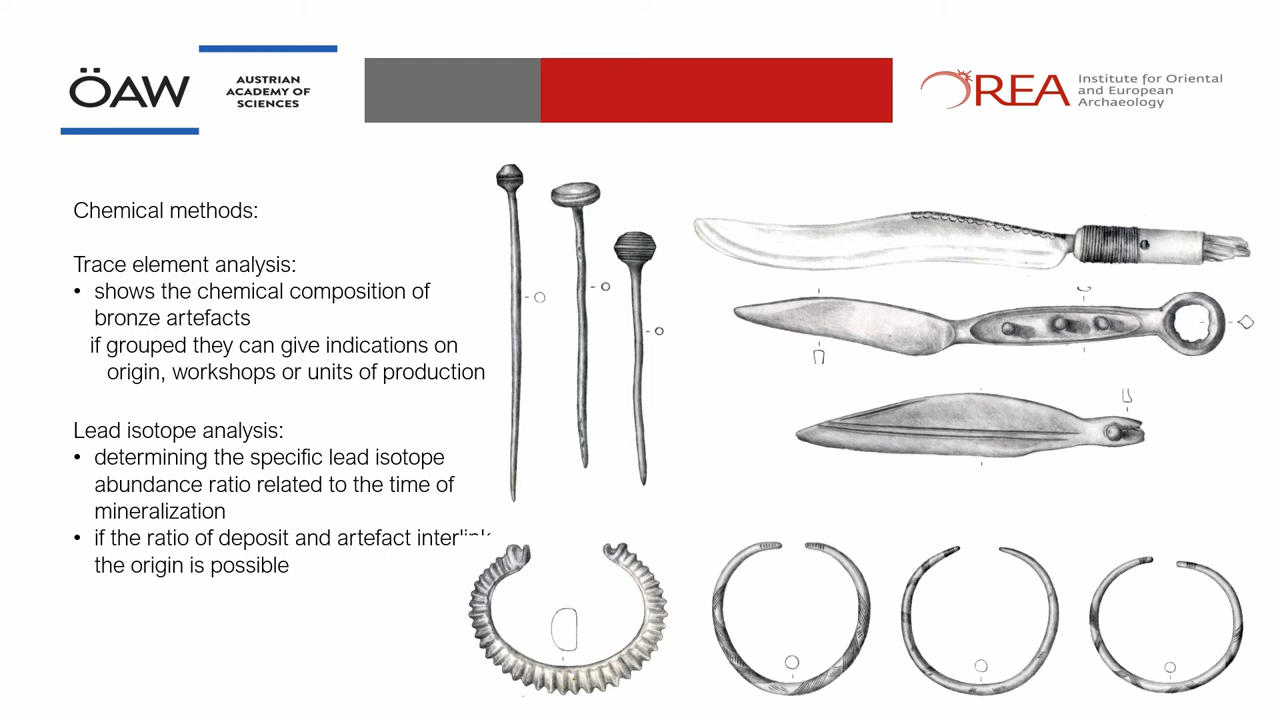 ÖAW
AUSTRIAN
ACADEMY OF
SCIENCES
OREA
Institute for Oriental
and European
Archaeology
Chemical methods:
Trace element analysis:
• shows the chemical composition of
bronze artefacts
if grouped they can give indications on
origin, workshops or units of production
Lead isotope analysis:
• determining the specific lead isotope
abundance ratio related to the time of
mineralization
• if the ratio of deposit and artefact interlink
the origin is possible